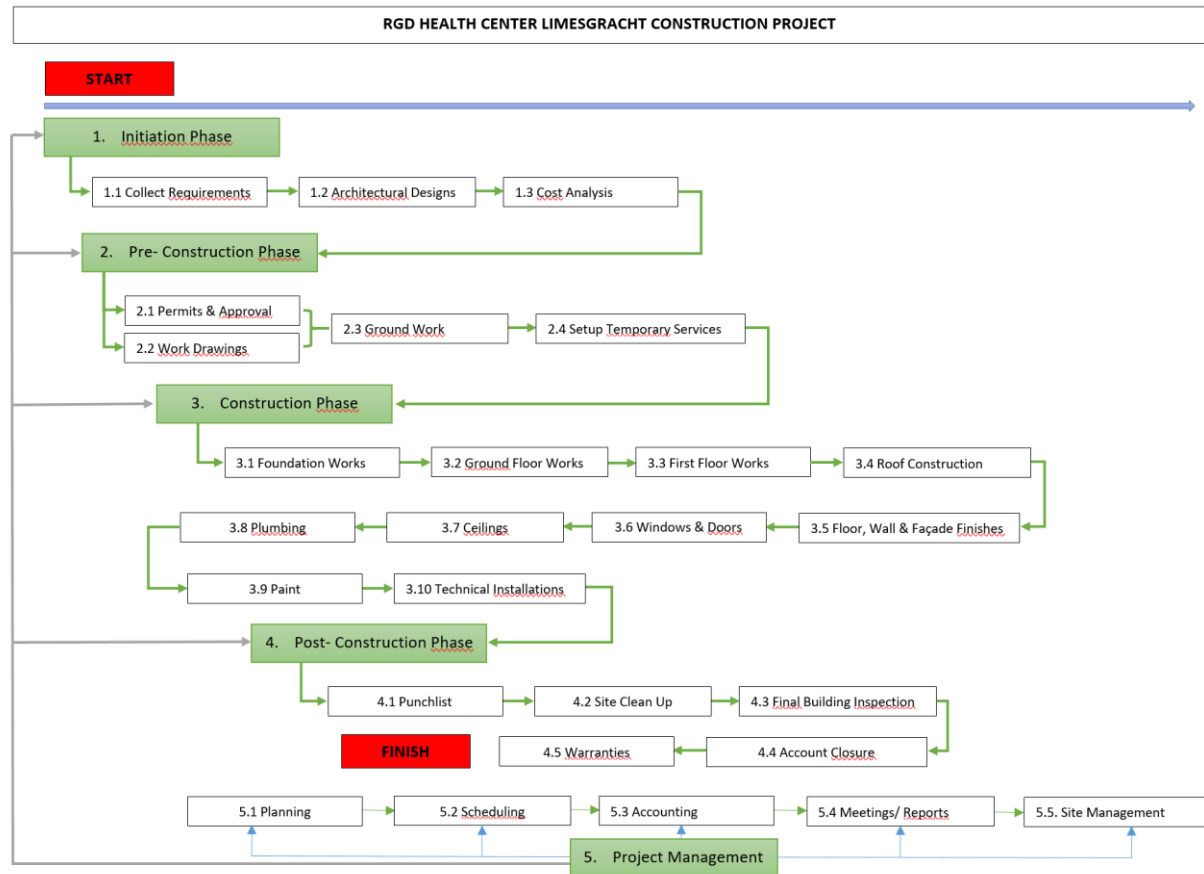 RGD HEALTH CENTER LIMESGRACHT CONSTRUCTION PROJECT
START
1. Initiation Phase
1.1 Collect Requirements
1.2 Architectural Designs
1.3 Cost Analysis
2. Pre- Construction Phase
2.1 Permits & Approval
2.2 Work Drawings
2.3 Ground Work
2.4 Setup Temporary Services
3. Construction Phase
3.1 Foundation Works
3.2 Ground Floor Works
3.3 First Floor Works
3.4 Roof Construction
3.5 Floor, Wall & Façade Finishes
3.6 Windows & Doors
3.7 Ceilings
3.8 Plumbing
3.9 Paint
3.10 Technical Installations
4. Post- Construction Phase
4.1 Punchlist
4.2 Site Clean Up
4.3 Final Building Inspection
4.4 Account Closure
4.5 Warranties
FINISH
5.1 Planning
5.2 Scheduling
5.3 Accounting
5.4 Meetings/ Reports
5.5. Site Management
5. Project Management